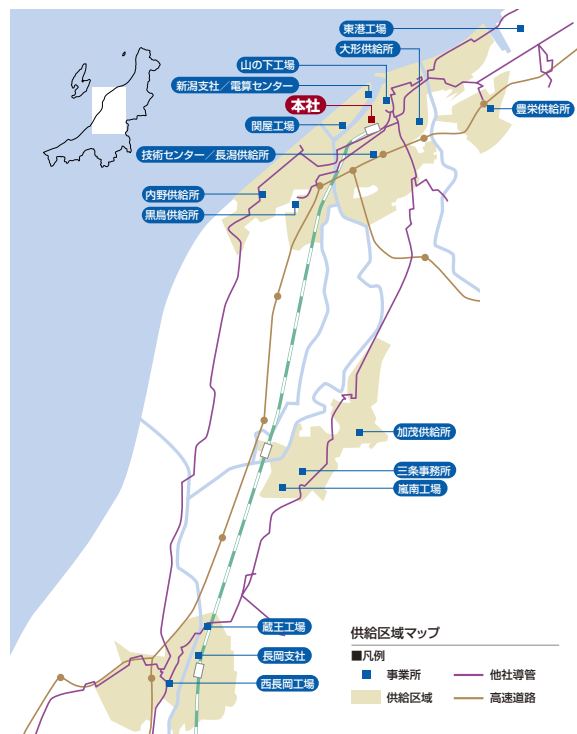 東港工場
大形供給所
山の下工場
新潟支社／電算センター
本社
豊栄供給所
関屋工場
技術センター／長潟供給所
内野供給所
黒鳥供給所
加茂供給所
三条事務所
嵐南工場
蔵王工場
長岡支社
西長岡工場
供給区域マップ
■凡例
事業所
他社導管
供給区域
高速道路